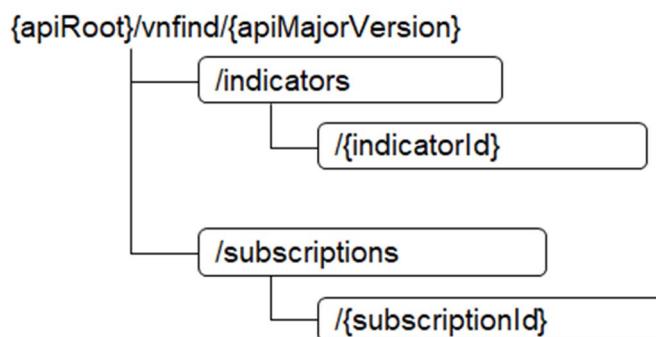 {apiRoot}/vnfind/{apiMajorVersion}
/indicators
/{indicatorId}
/subscriptions
/{subscriptionId}